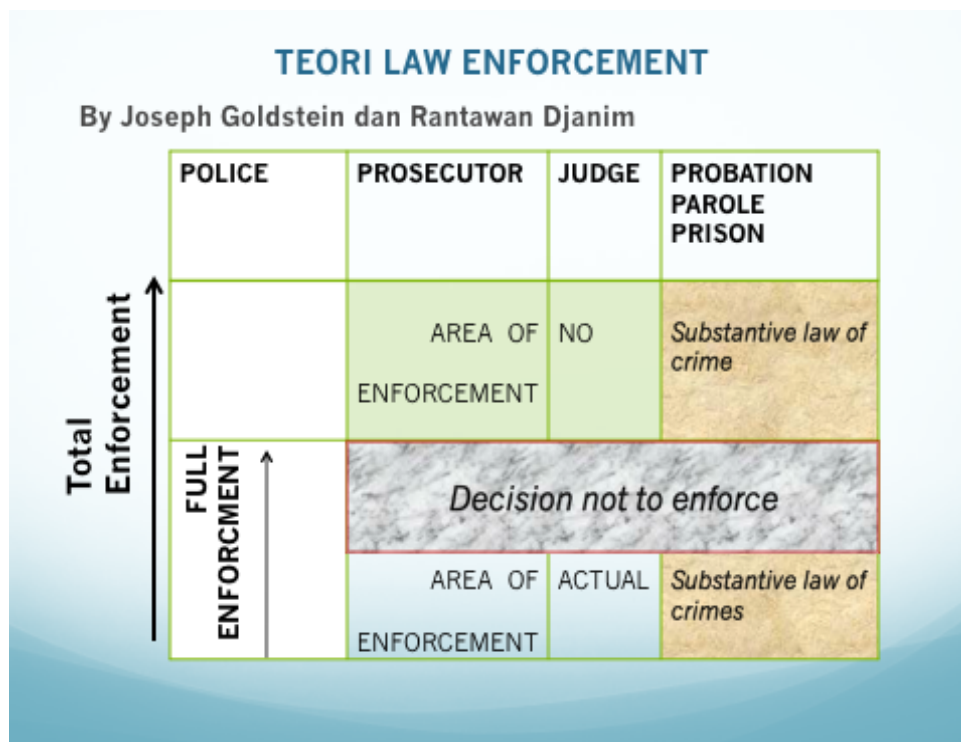 TEORI LAW ENFORCEMENT
By Joseph Goldstein dan Rantawan Djanim
POLICE
PROSECUTOR
JUDGE
PROBATION
PAROLE
PRISON
Total
Enforcement
AREA OF
ENFORCEMENT
NO
Substantive law of
crime
FULL
ENFORCMENT
Decision not to enforce
AREA OF
ENFORCEMENT
ACTUAL
Substantive law of
crimes